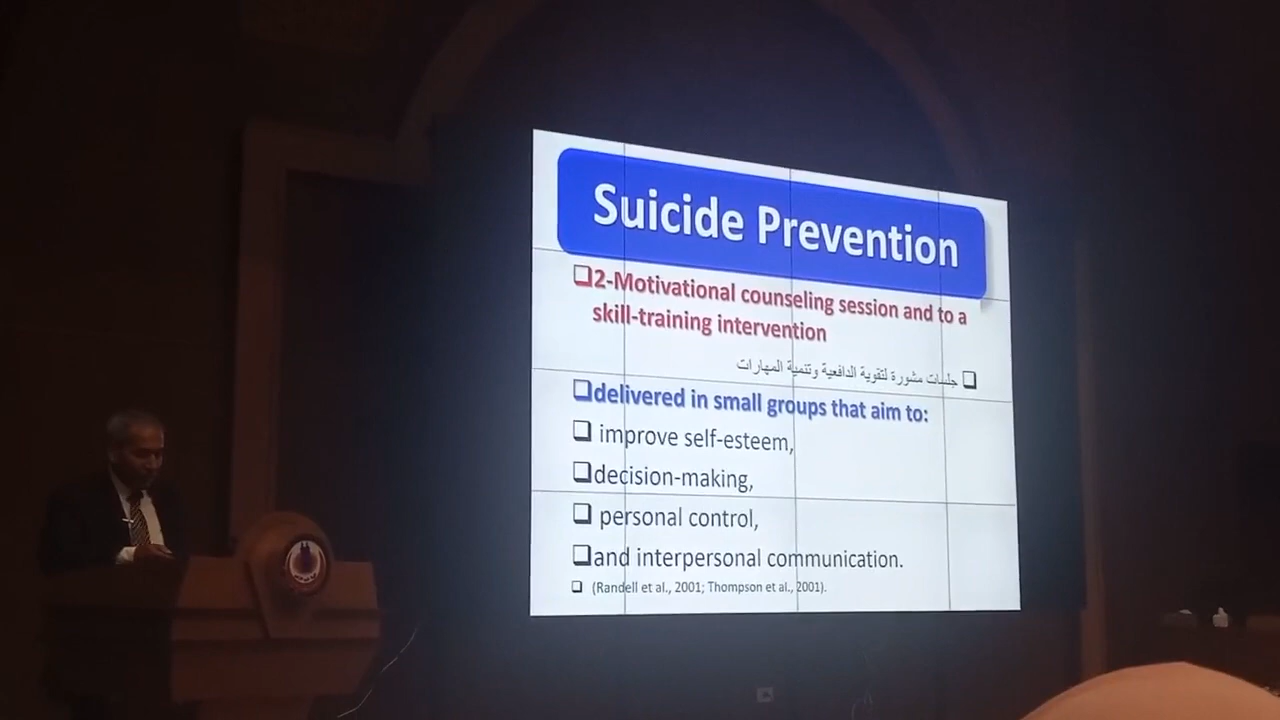 Suicide Prevention
❑2-Motivational counseling session and to a
skill-training intervention
❑ جلسات مشورة لتقوية الدافعية وتنمية المهارات
❑delivered in small groups that aim to:
❑ improve self-esteem,
❑decision-making,
❑ personal control,
❑and interpersonal communication.
❑ (Randell et al., 2001; Thompson et al., 2001).